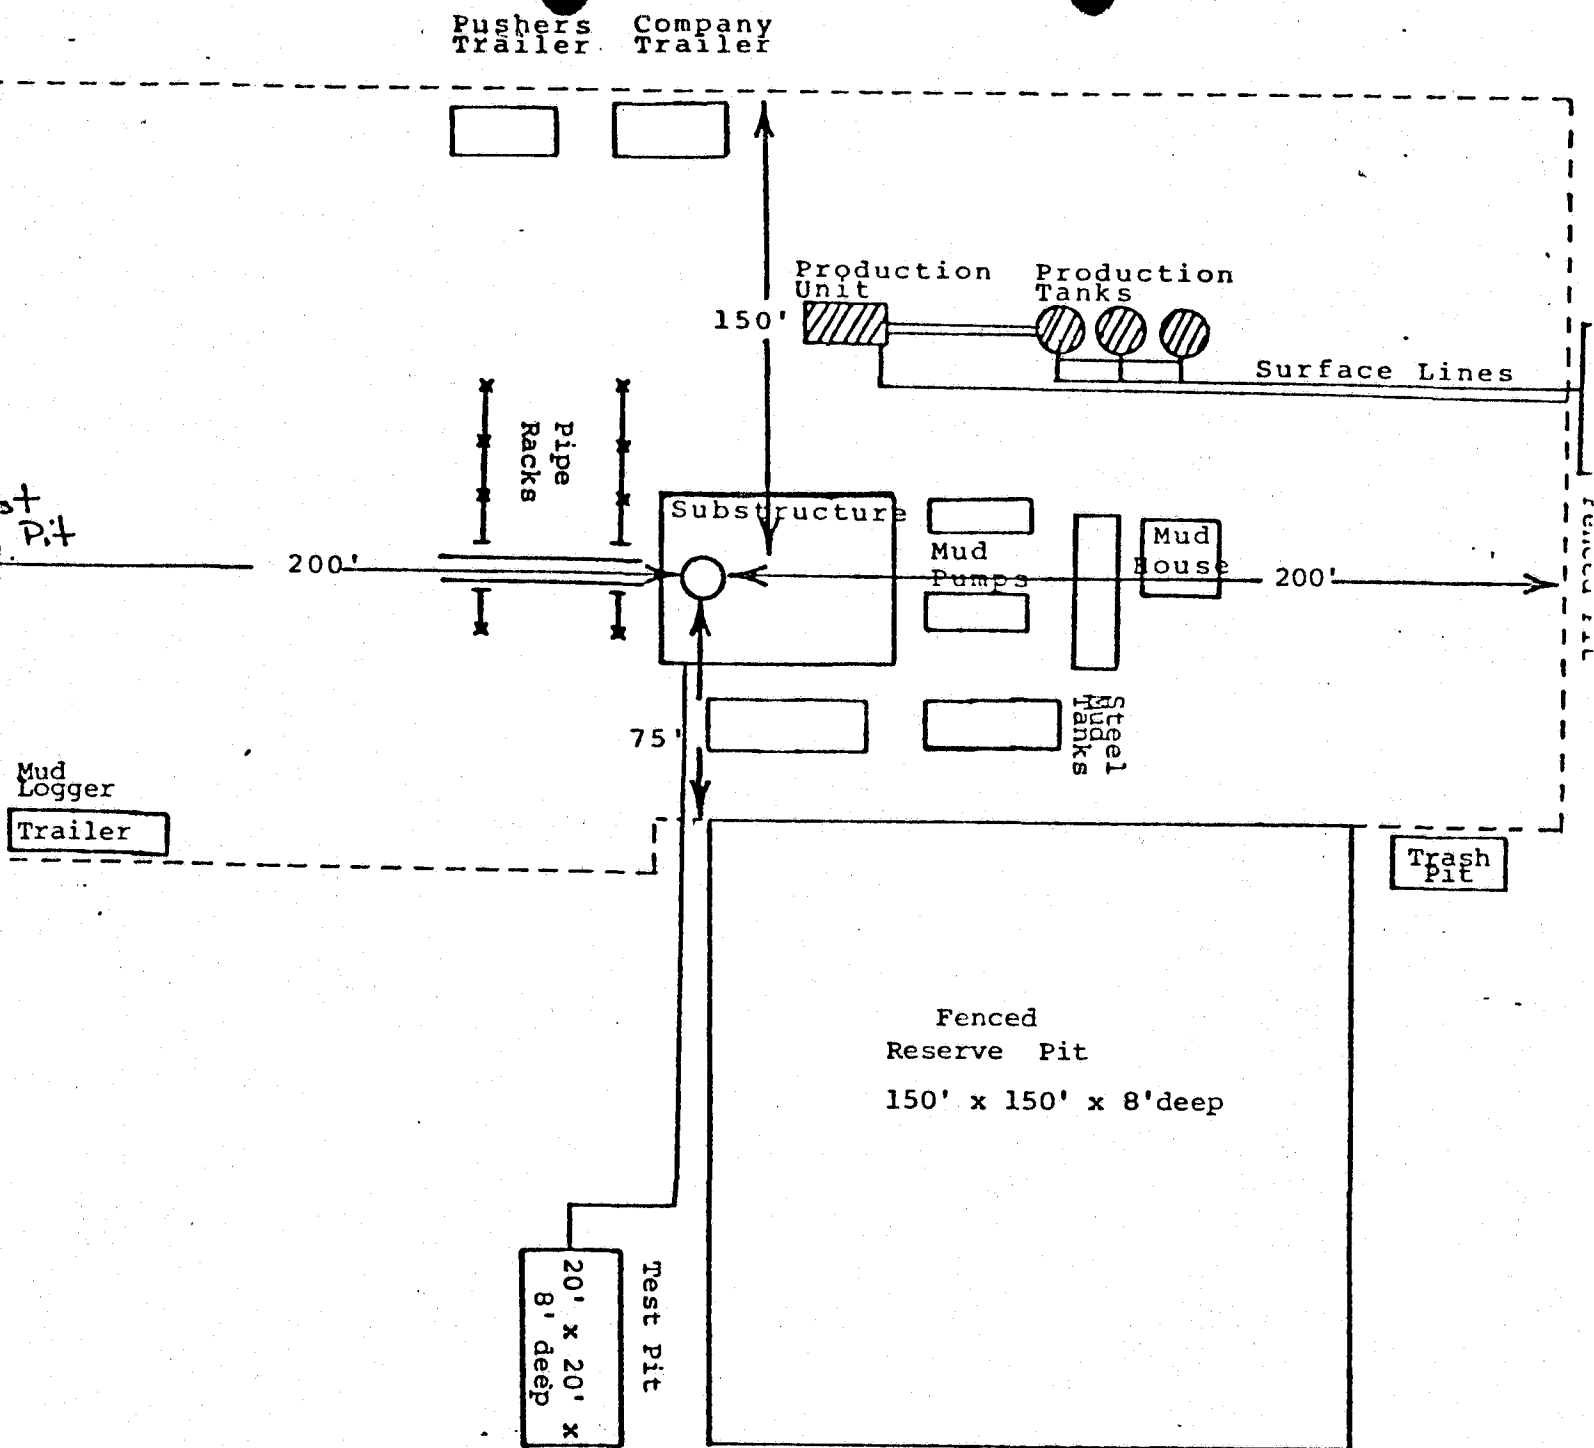 Pushers Company
Trailer Trailer
Production Production
Unit Tanks
150'
Surface Lines
Pipe
Racks
Substructure
Pit
Mud
Pumps
Mud
House
200'
200'
75'
Steel
Mud
Tanks
Mud
Logger
Trailer
Trash
Pit
Fenced
Reserve Pit
150' x 150' x 8'deep
Test Pit
20' x 20' x
8' deep